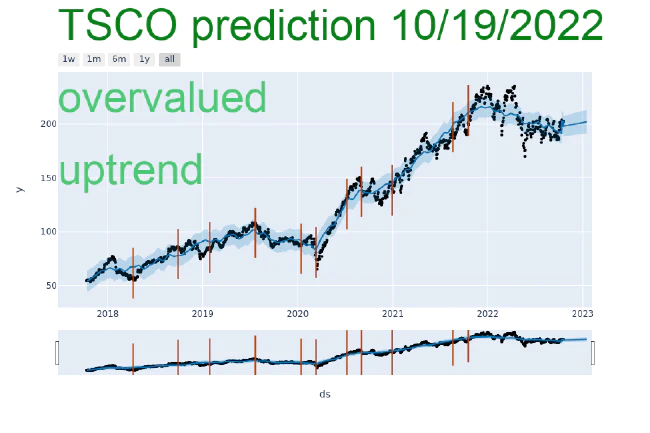 TSCO prediction 10/19/2022
1w 1m 6m 1y all
overvalued
uptrend
200
150
100
50
y
2018 2019 2020 2021 2022 2023
ds